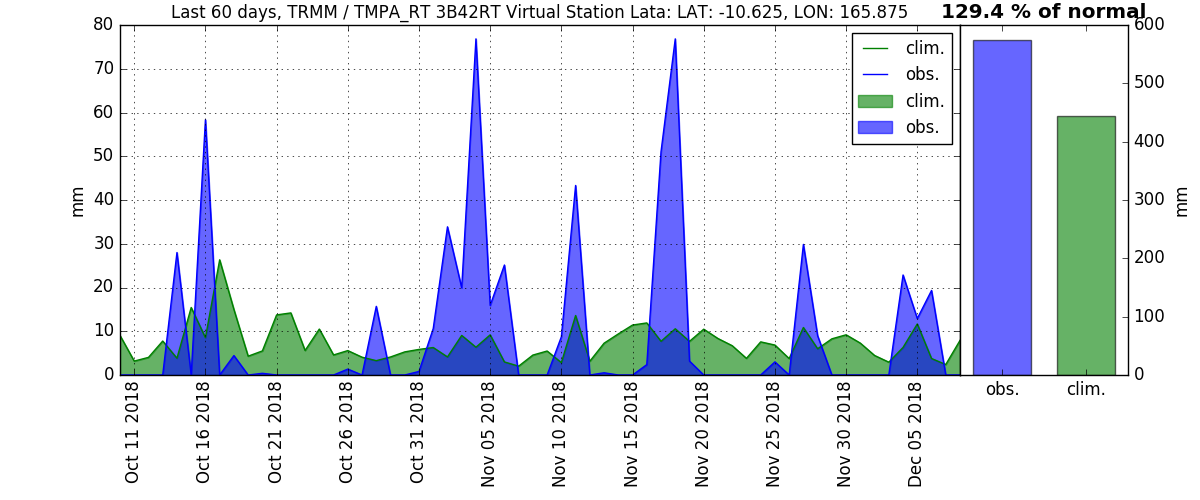 Last 60 days, TRMM / TMPA_RT 3B42RT Virtual Station Lata: LAT: -10.625, LON: 165.875
129.4 % of normal
80
70
60
50
40
30
20
10
0
mm
clim.
obs.
clim.
obs.
600
500
400
300
200
100
0
mm
obs.
clim.
Oct 11 2018
Oct 16 2018
Oct 21 2018
Oct 26 2018
Oct 31 2018
Nov 05 2018
Nov 10 2018
Nov 15 2018
Nov 20 2018
Nov 25 2018
Nov 30 2018
Dec 05 2018